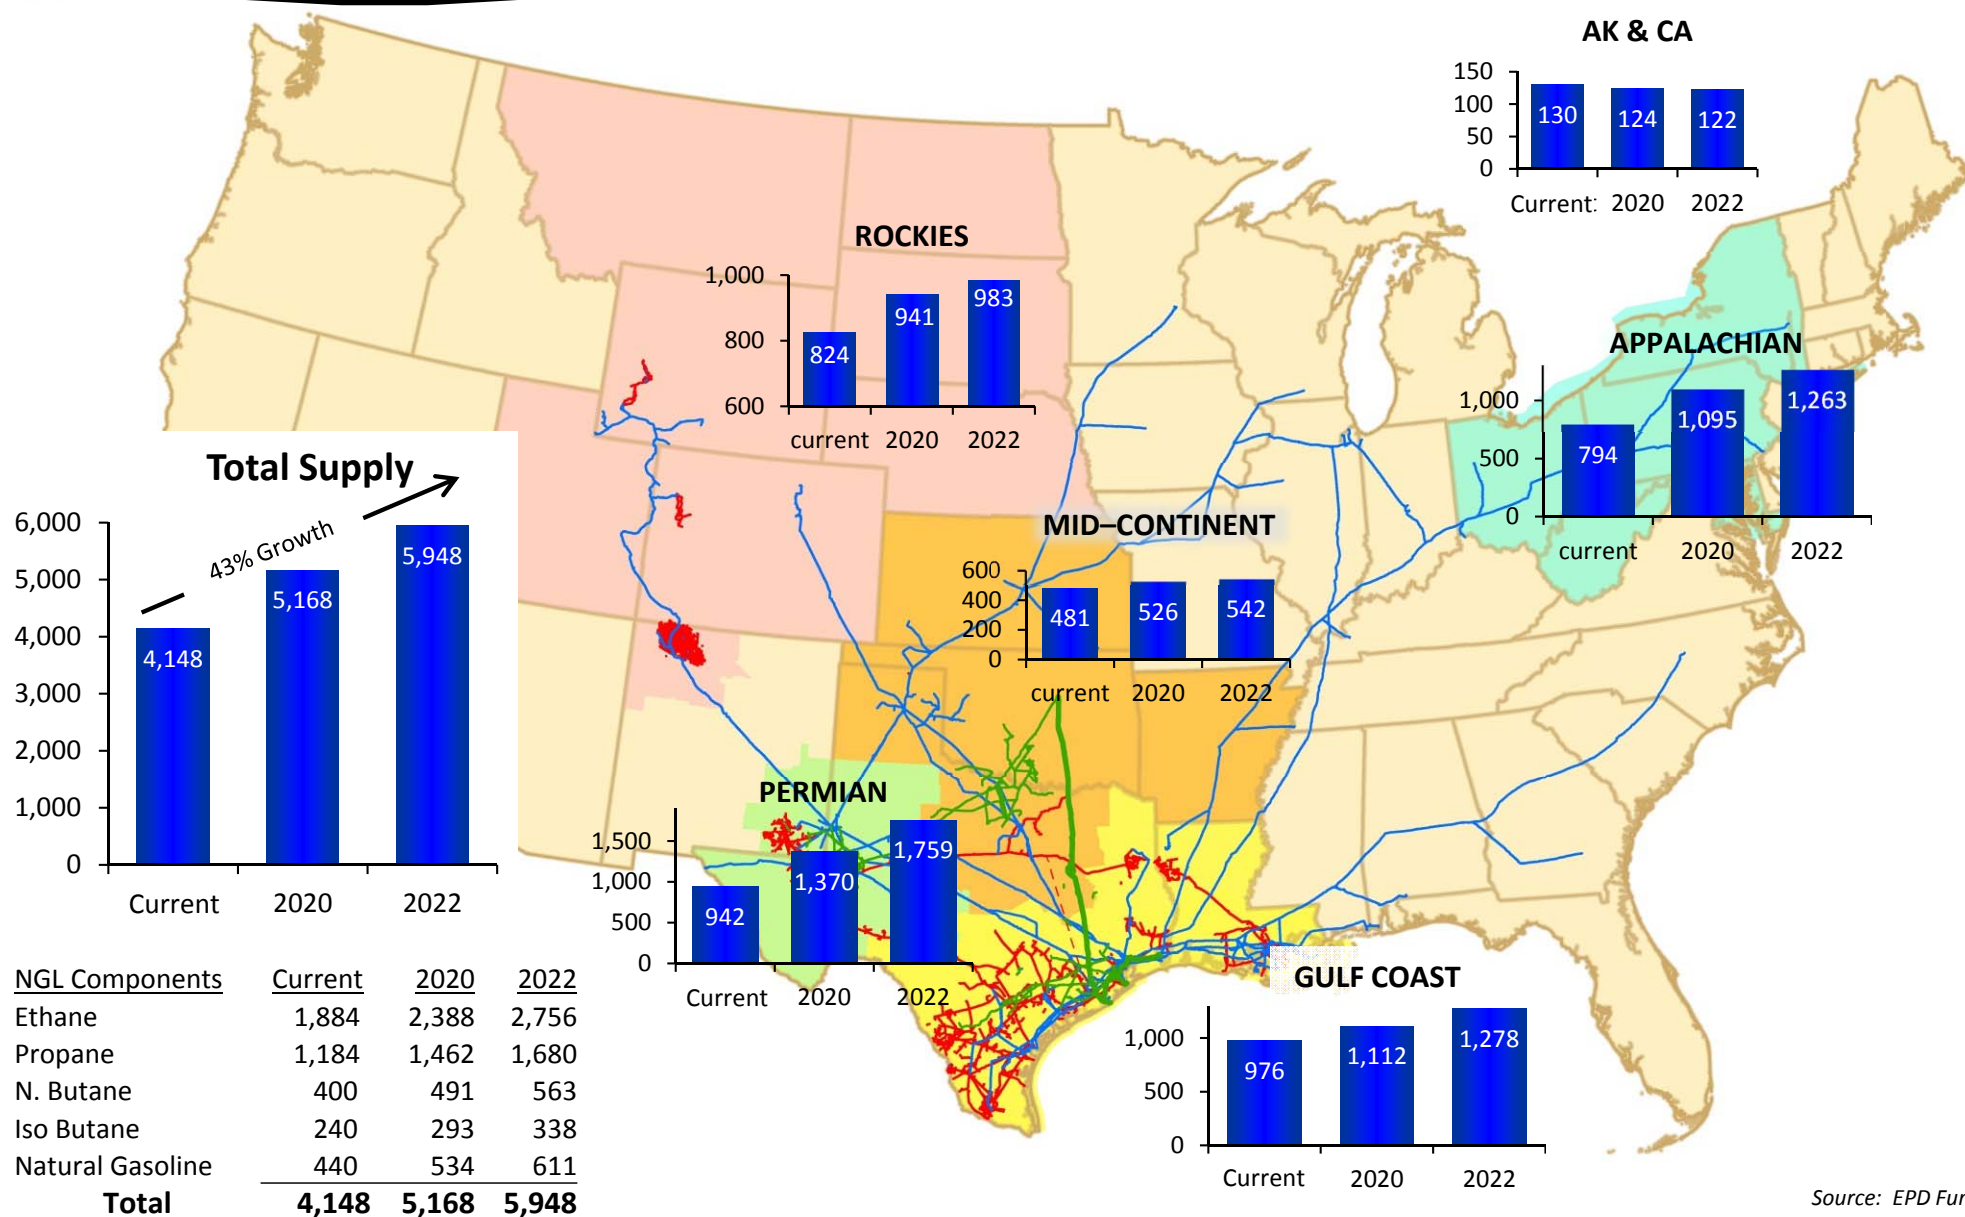 AK & CA
150
100
50
0
130
124
122
Current
2020
2022
ROCKIES
1,000
800
600
824
941
983
current
2020
2022
APPALACHIAN
1,000
500
0
794
1,095
1,263
current
2020
2022
Total Supply
43% Growth
6,000
5,000
4,000
3,000
2,000
1,000
0
4,148
5,168
5,948
Current
2020
2022
MID–CONTINENT
600
400
200
0
481
526
542
current
2020
2022
PERMIAN
1,500
1,000
500
0
942
1,370
1,759
Current
2020
2022
GULF COAST
1,000
500
0
976
1,112
1,278
Current
2020
2022
NGL Components Current 2020 2022
Ethane 1,884 2,388 2,756
Propane 1,184 1,462 1,680
N. Butane 400 491 563
Iso Butane 240 293 338
Natural Gasoline 440 534 611
Total 4,148 5,168 5,948
Source: EPD